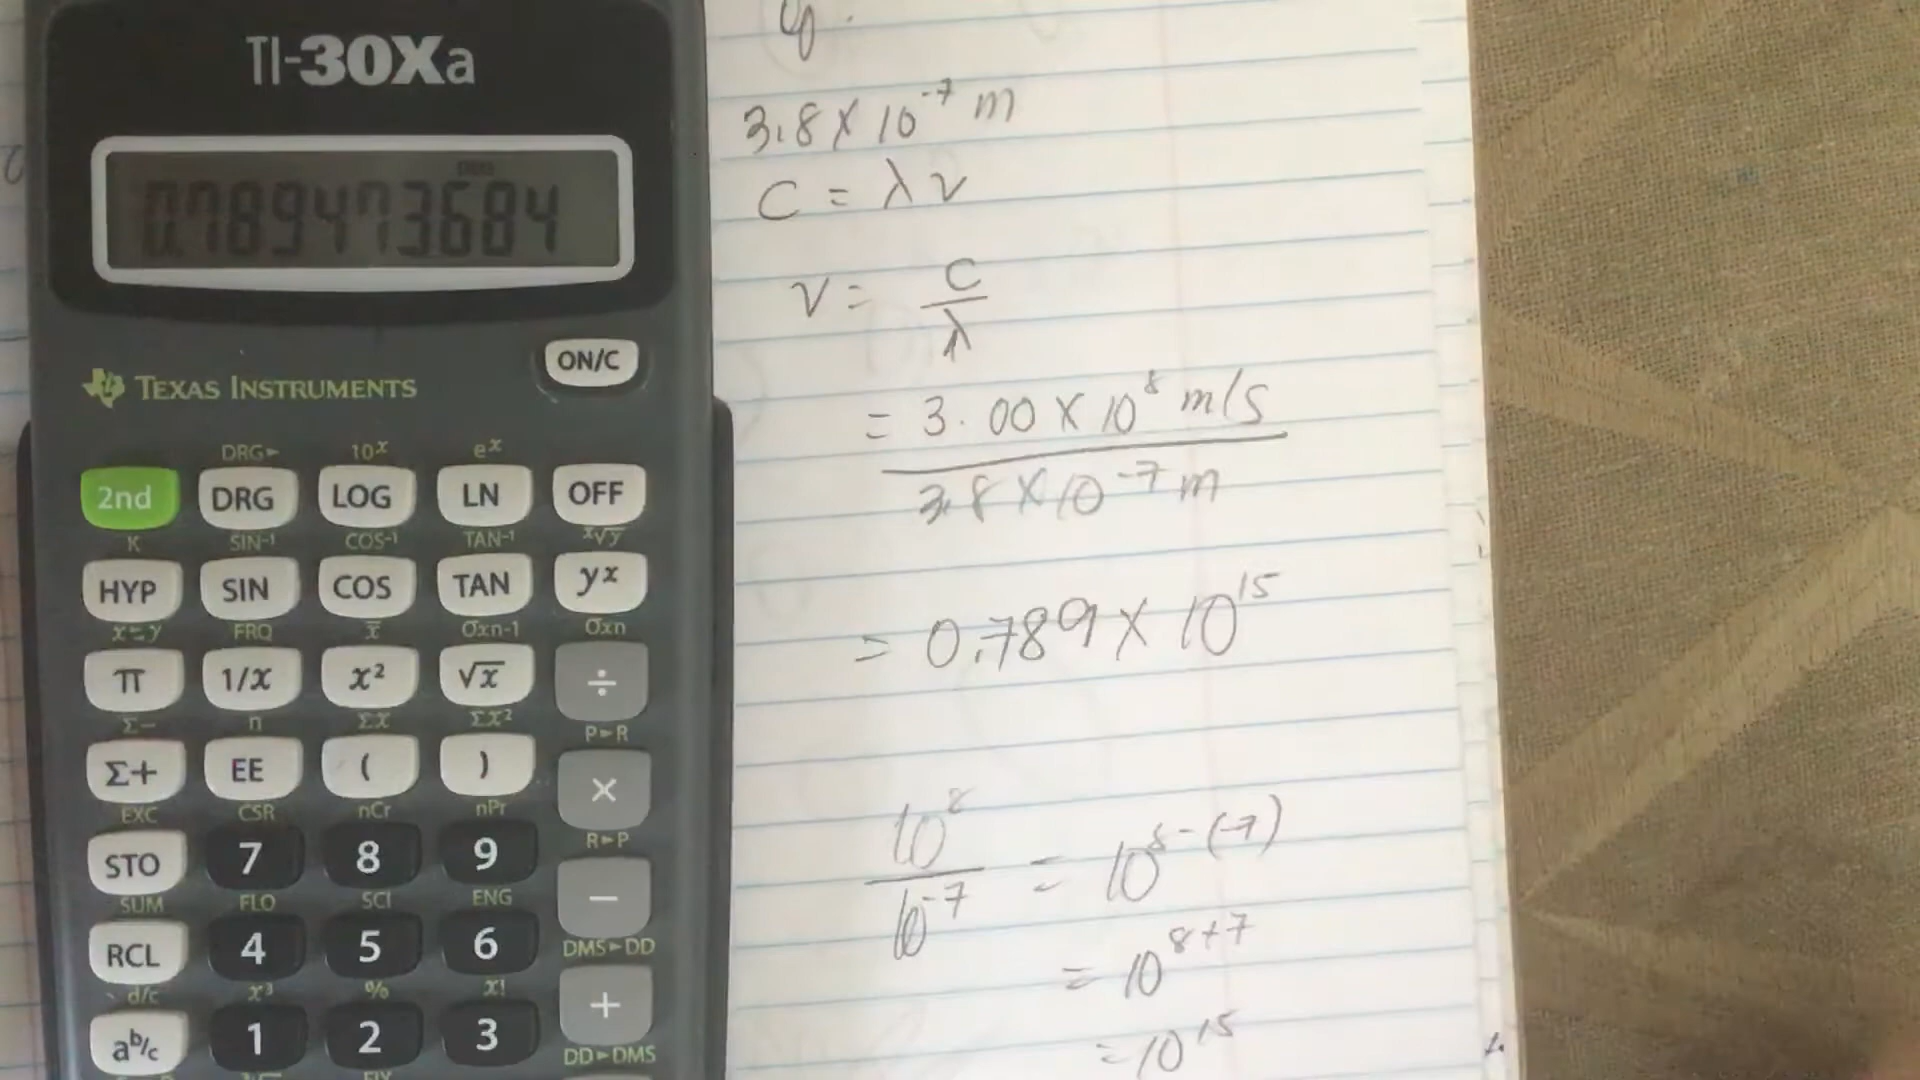 TI-30Xa
0.789473684
ON/C
TEXAS INSTRUMENTS
DRG► 10ˣ eˣ
2nd DRG LOG LN OFF
K SIN⁻¹ COS⁻¹ TAN⁻¹ ˣ√y
HYP SIN COS TAN yˣ
x⇆y FRQ x̄ σxn-1 σxn
π 1/x x² √x ÷
Σ− n Σx Σx² P►R
Σ+ EE ( ) ×
EXC CSR nCr nPr R►P
STO 7 8 9 −
SUM FLO SCI ENG DMS►DD
RCL 4 5 6 +
d/c x³ % x! DD►DMS
aᵇ/c 1 2 3
FIX
3.8 X 10⁻⁷ m
C = λ ν
ν = C/λ
= 3.00 X 10⁸ m/s
3.8 X 10⁻⁷ m
= 0.789 X 10¹⁵
10⁸/10⁻⁷ = 10⁸⁻⁽⁻⁷⁾
= 10⁸⁺⁷
= 10¹⁵